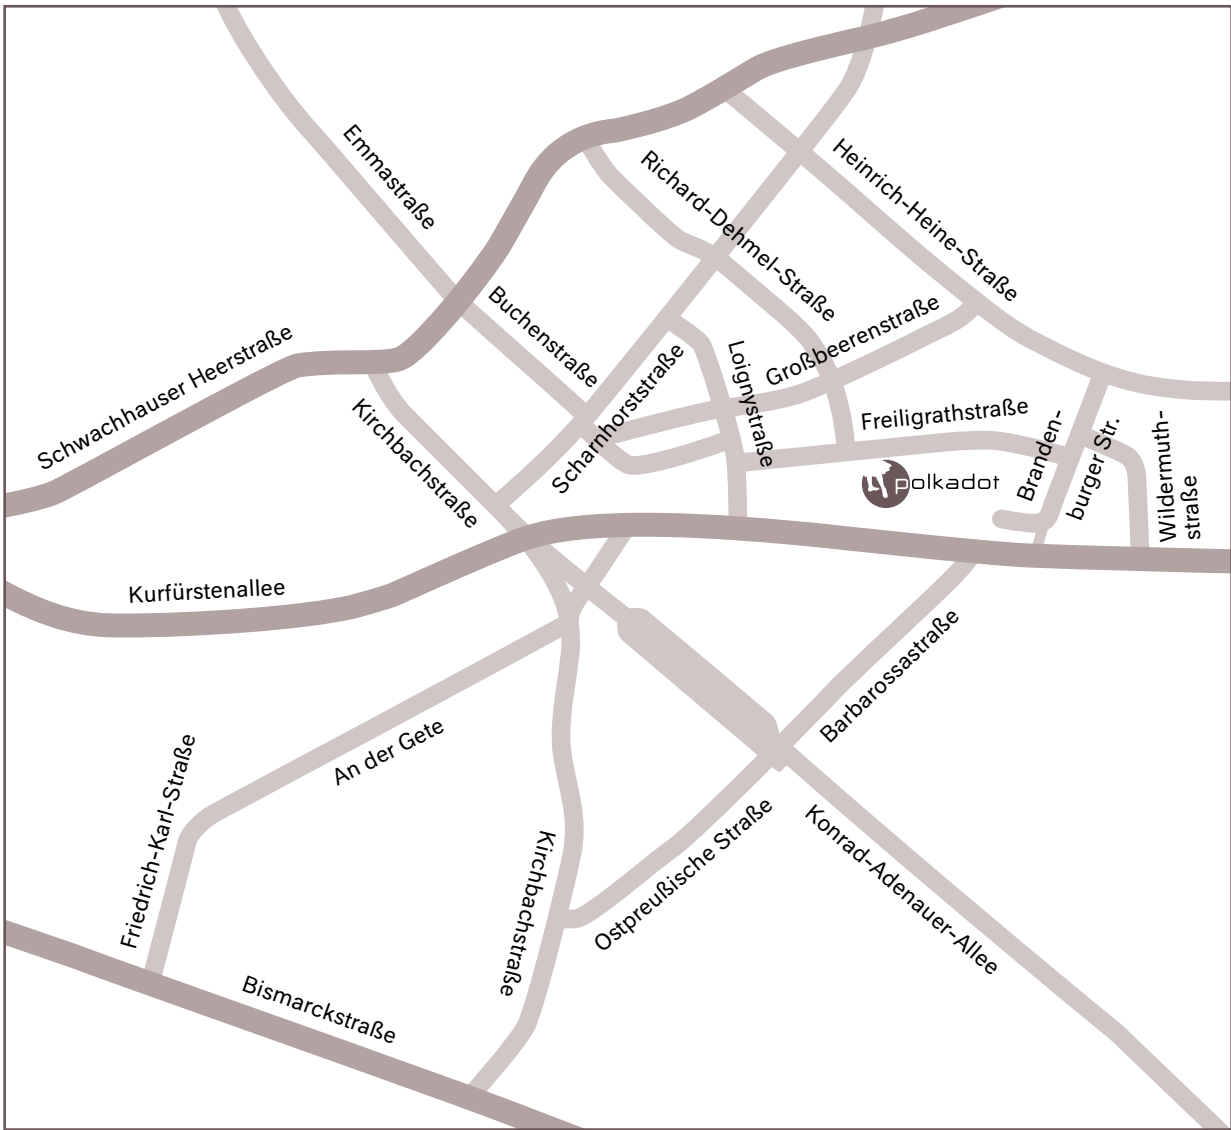 Emmastraße
Heinrich-Heine-Straße
Richard-Dehmel-Straße
Buchenstraße
Großbeerenstraße
Schwachhauser Heerstraße
Loignystraße
Scharnhorststraße
Kirchbachstraße
Freiligrathstraße
Branden-
burger Str.
Wildermuth-
straße
polkadot
Kurfürstenallee
Barbarossastraße
An der Gete
Friedrich-Karl-Straße
Kirchbachstraße
Ostpreußische Straße
Konrad-Adenauer-Allee
Bismarckstraße